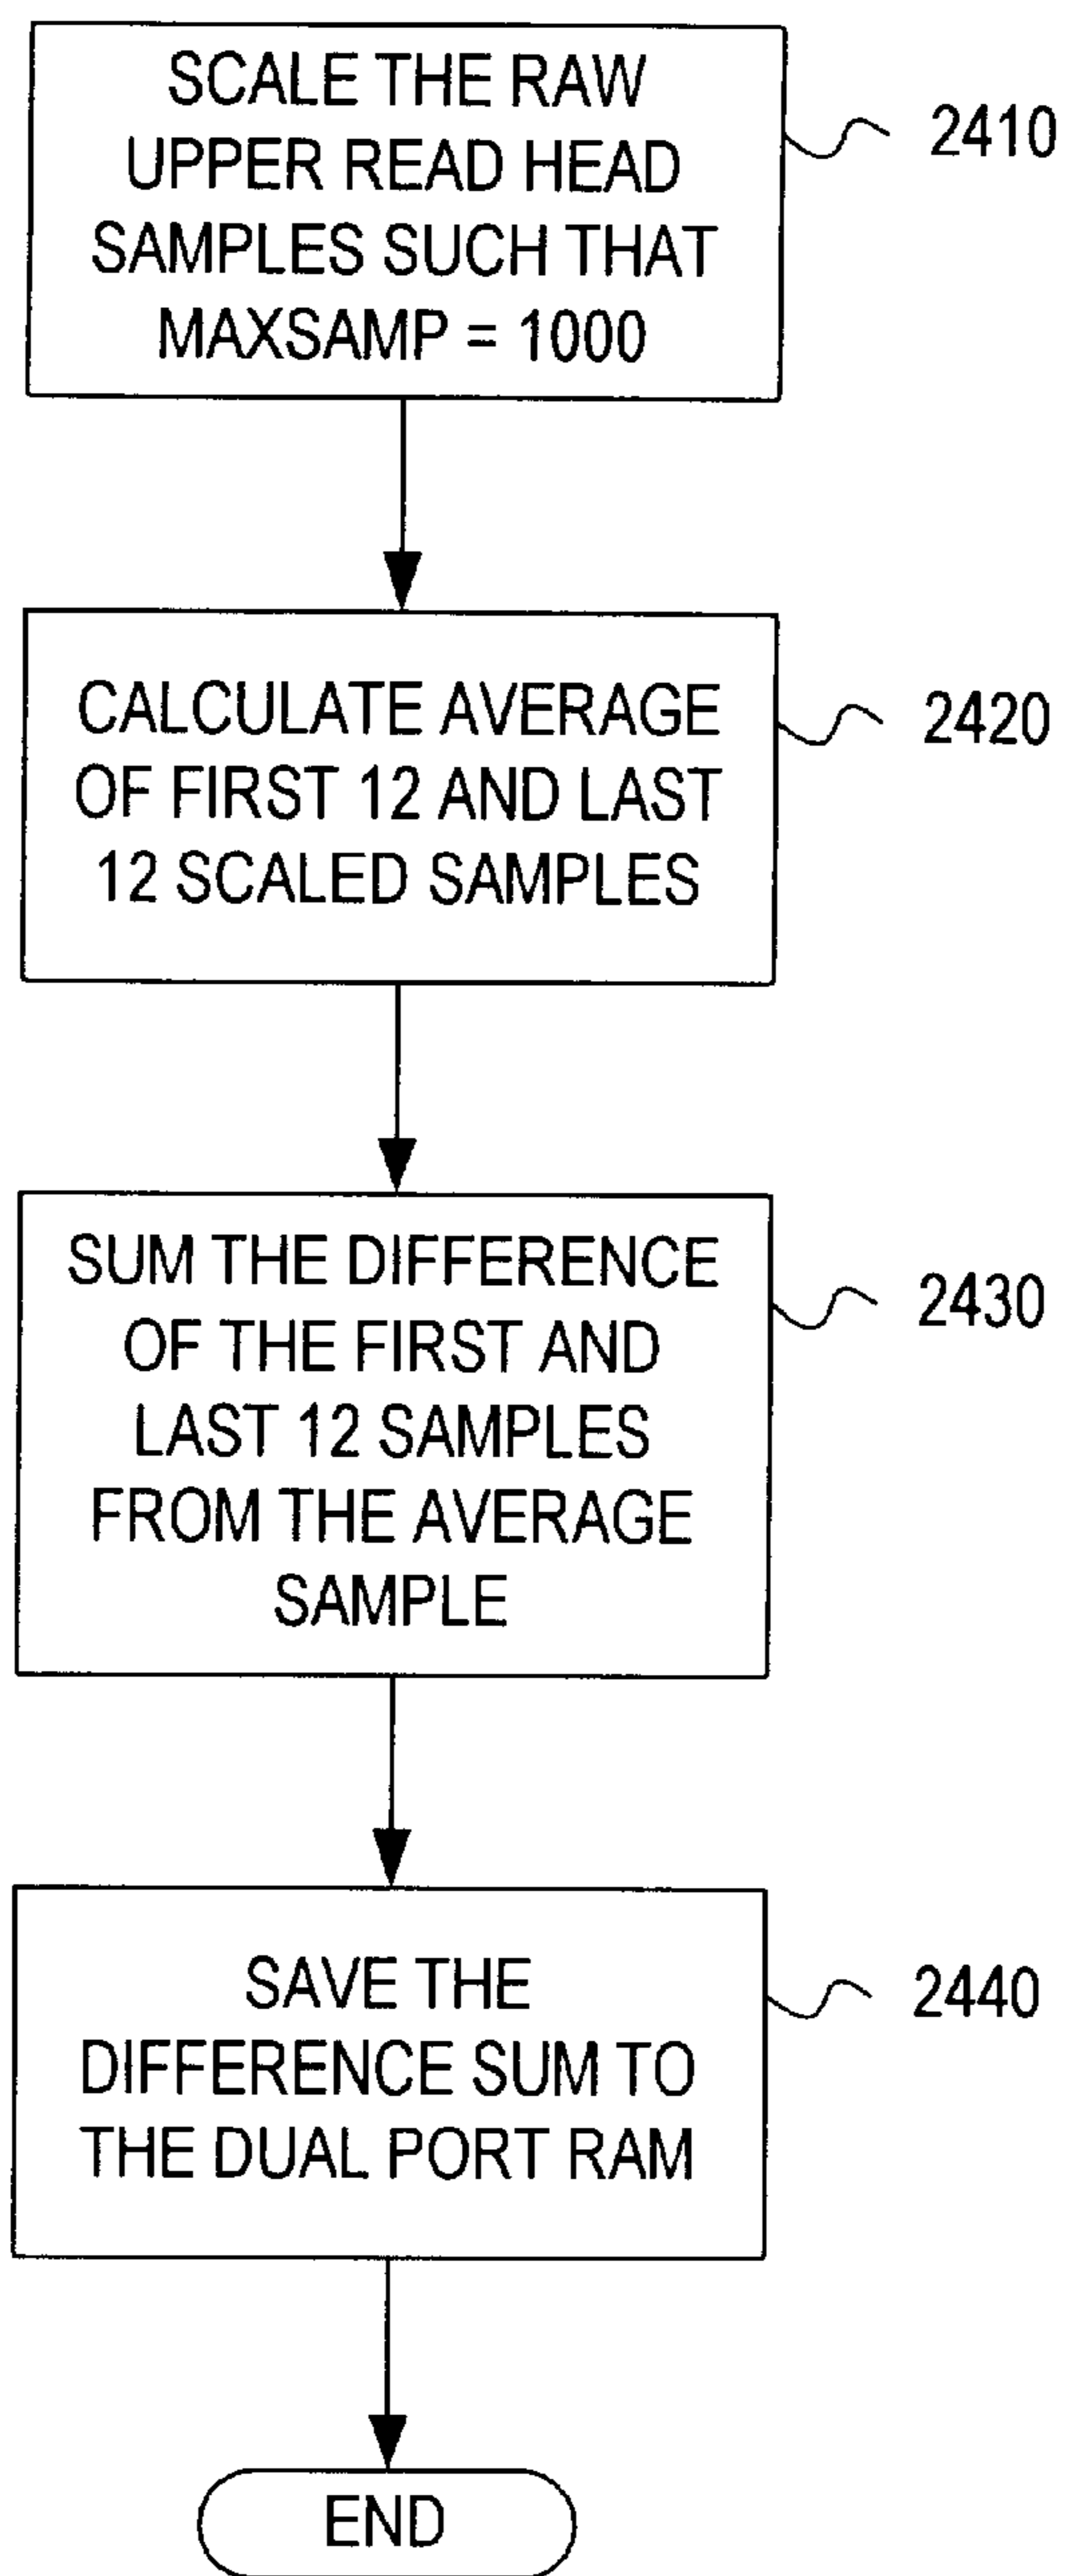 SCALE THE RAW
UPPER READ HEAD
SAMPLES SUCH THAT
MAXSAMP = 1000
2410
CALCULATE AVERAGE
OF FIRST 12 AND LAST
12 SCALED SAMPLES
2420
SUM THE DIFFERENCE
OF THE FIRST AND
LAST 12 SAMPLES
FROM THE AVERAGE
SAMPLE
2430
SAVE THE
DIFFERENCE SUM TO
THE DUAL PORT RAM
2440
END